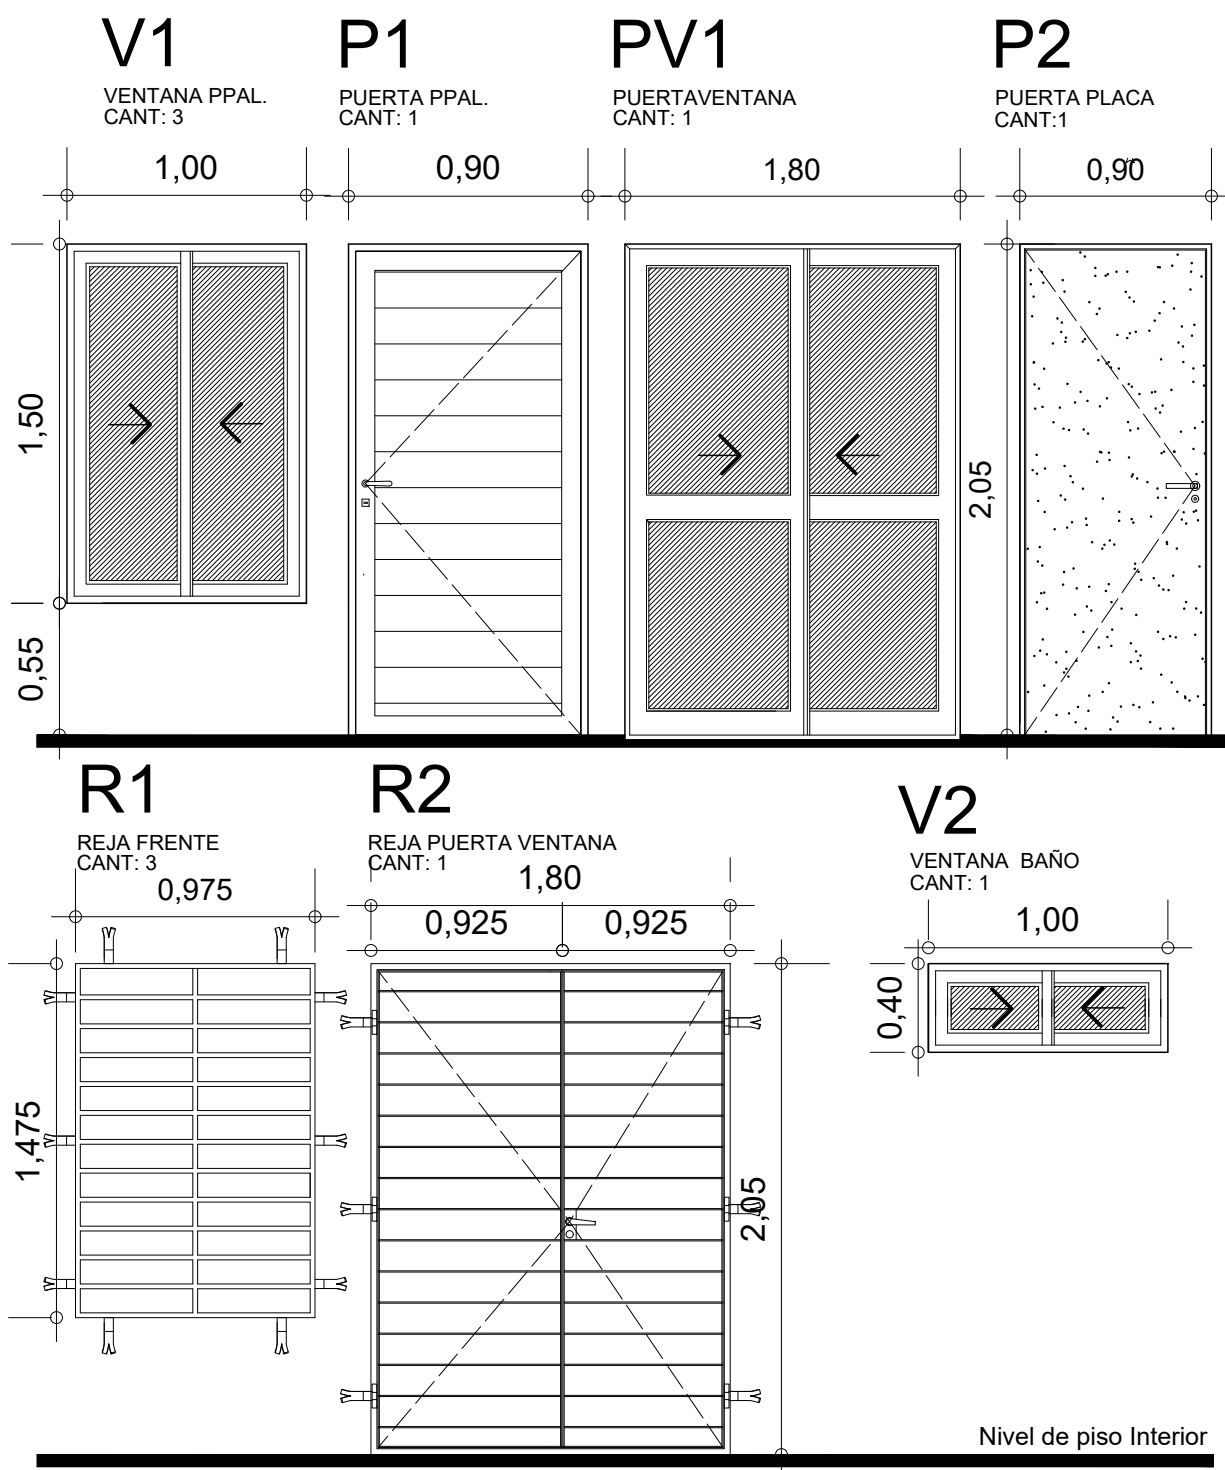 V1
VENTANA PPAL.
CANT: 3
1,00
1,50
0,55
P1
PUERTA PPAL.
CANT: 1
0,90
PV1
PUERTAVENTANA
CANT: 1
1,80
P2
PUERTA PLACA
CANT:1
0,90
2,05
R1
REJA FRENTE
CANT: 3
0,975
1,475
R2
REJA PUERTA VENTANA
CANT: 1
1,80
0,925 0,925
2,05
V2
VENTANA BAÑO
CANT: 1
1,00
0,40
Nivel de piso Interior